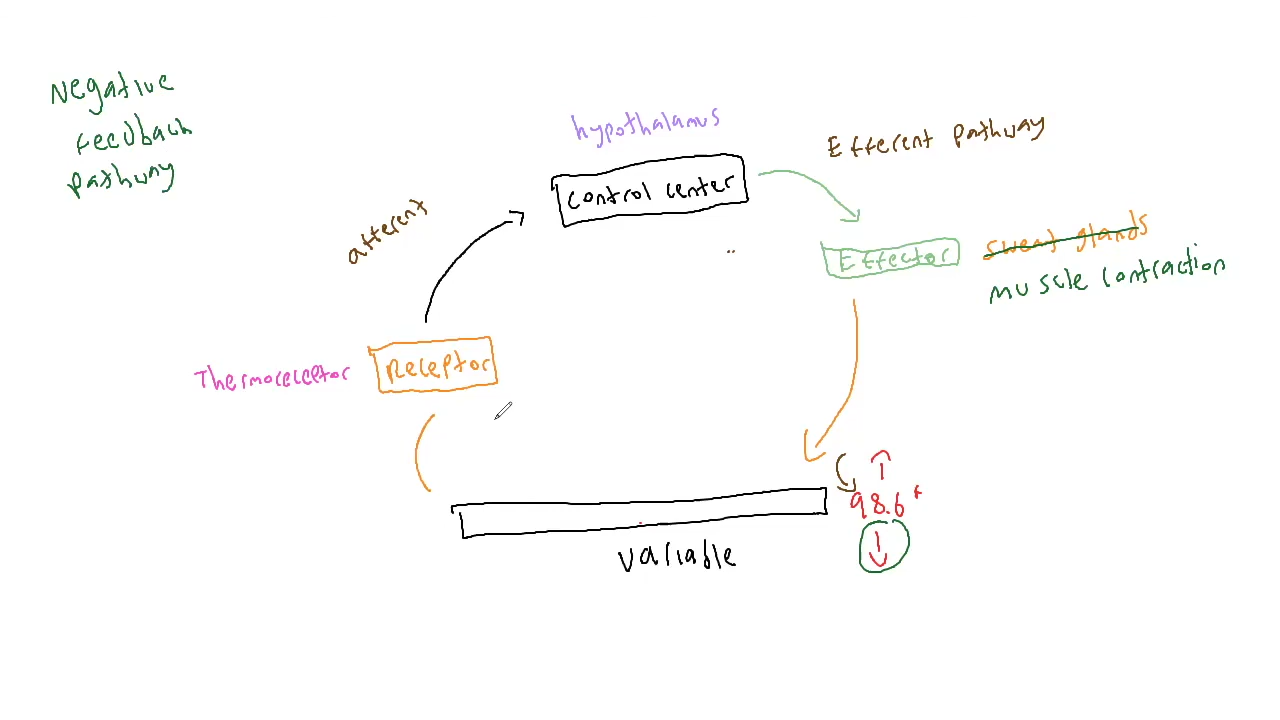 Negative
Feedback
Pathway
hypothalamus
Control center
Efferent pathway
afferent
Effector
sweat glands
muscle contraction
Thermoreceptor
Receptor
98.6 F
Variable